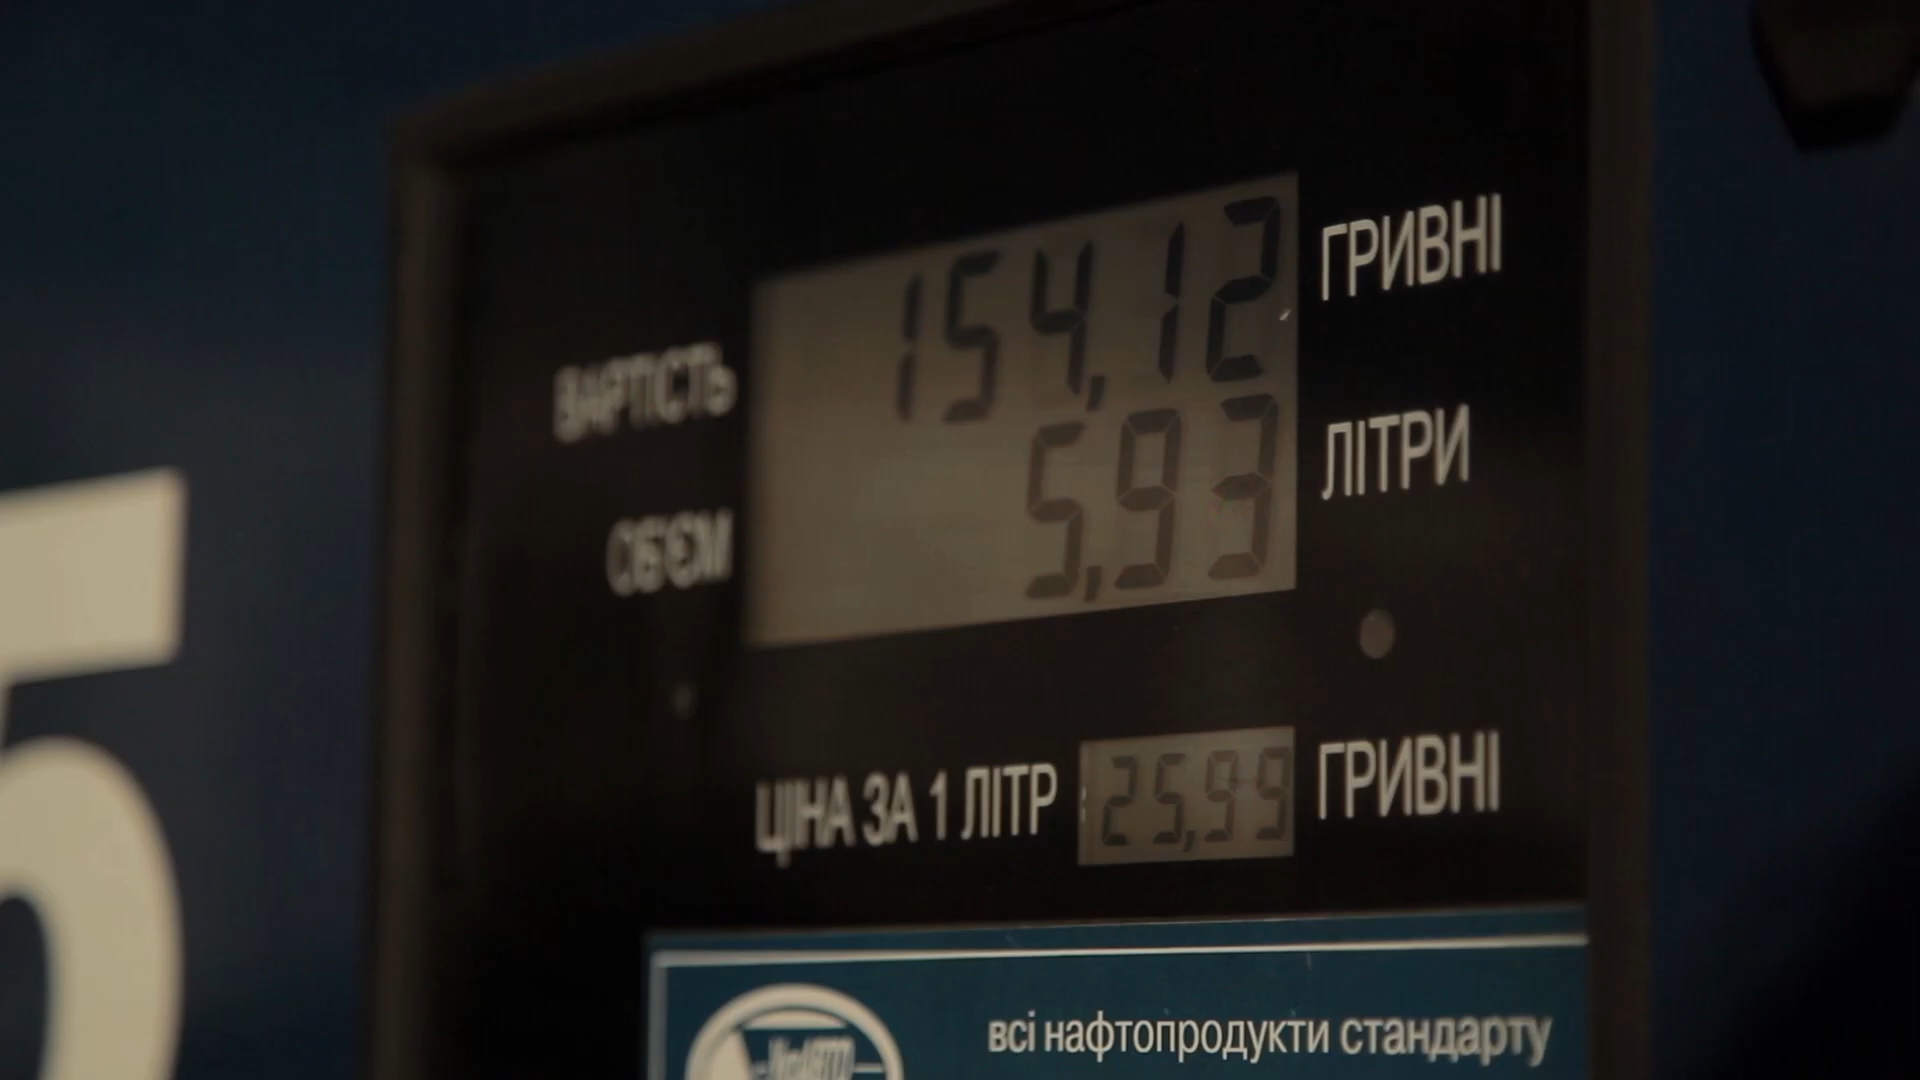 ВАРТІСТЬ 154,12 ГРИВНІ
ОБ'ЄМ 5,93 ЛІТРИ
ЦІНА ЗА 1 ЛІТР 25,99 ГРИВНІ
5
всі нафтопродукти стандарту